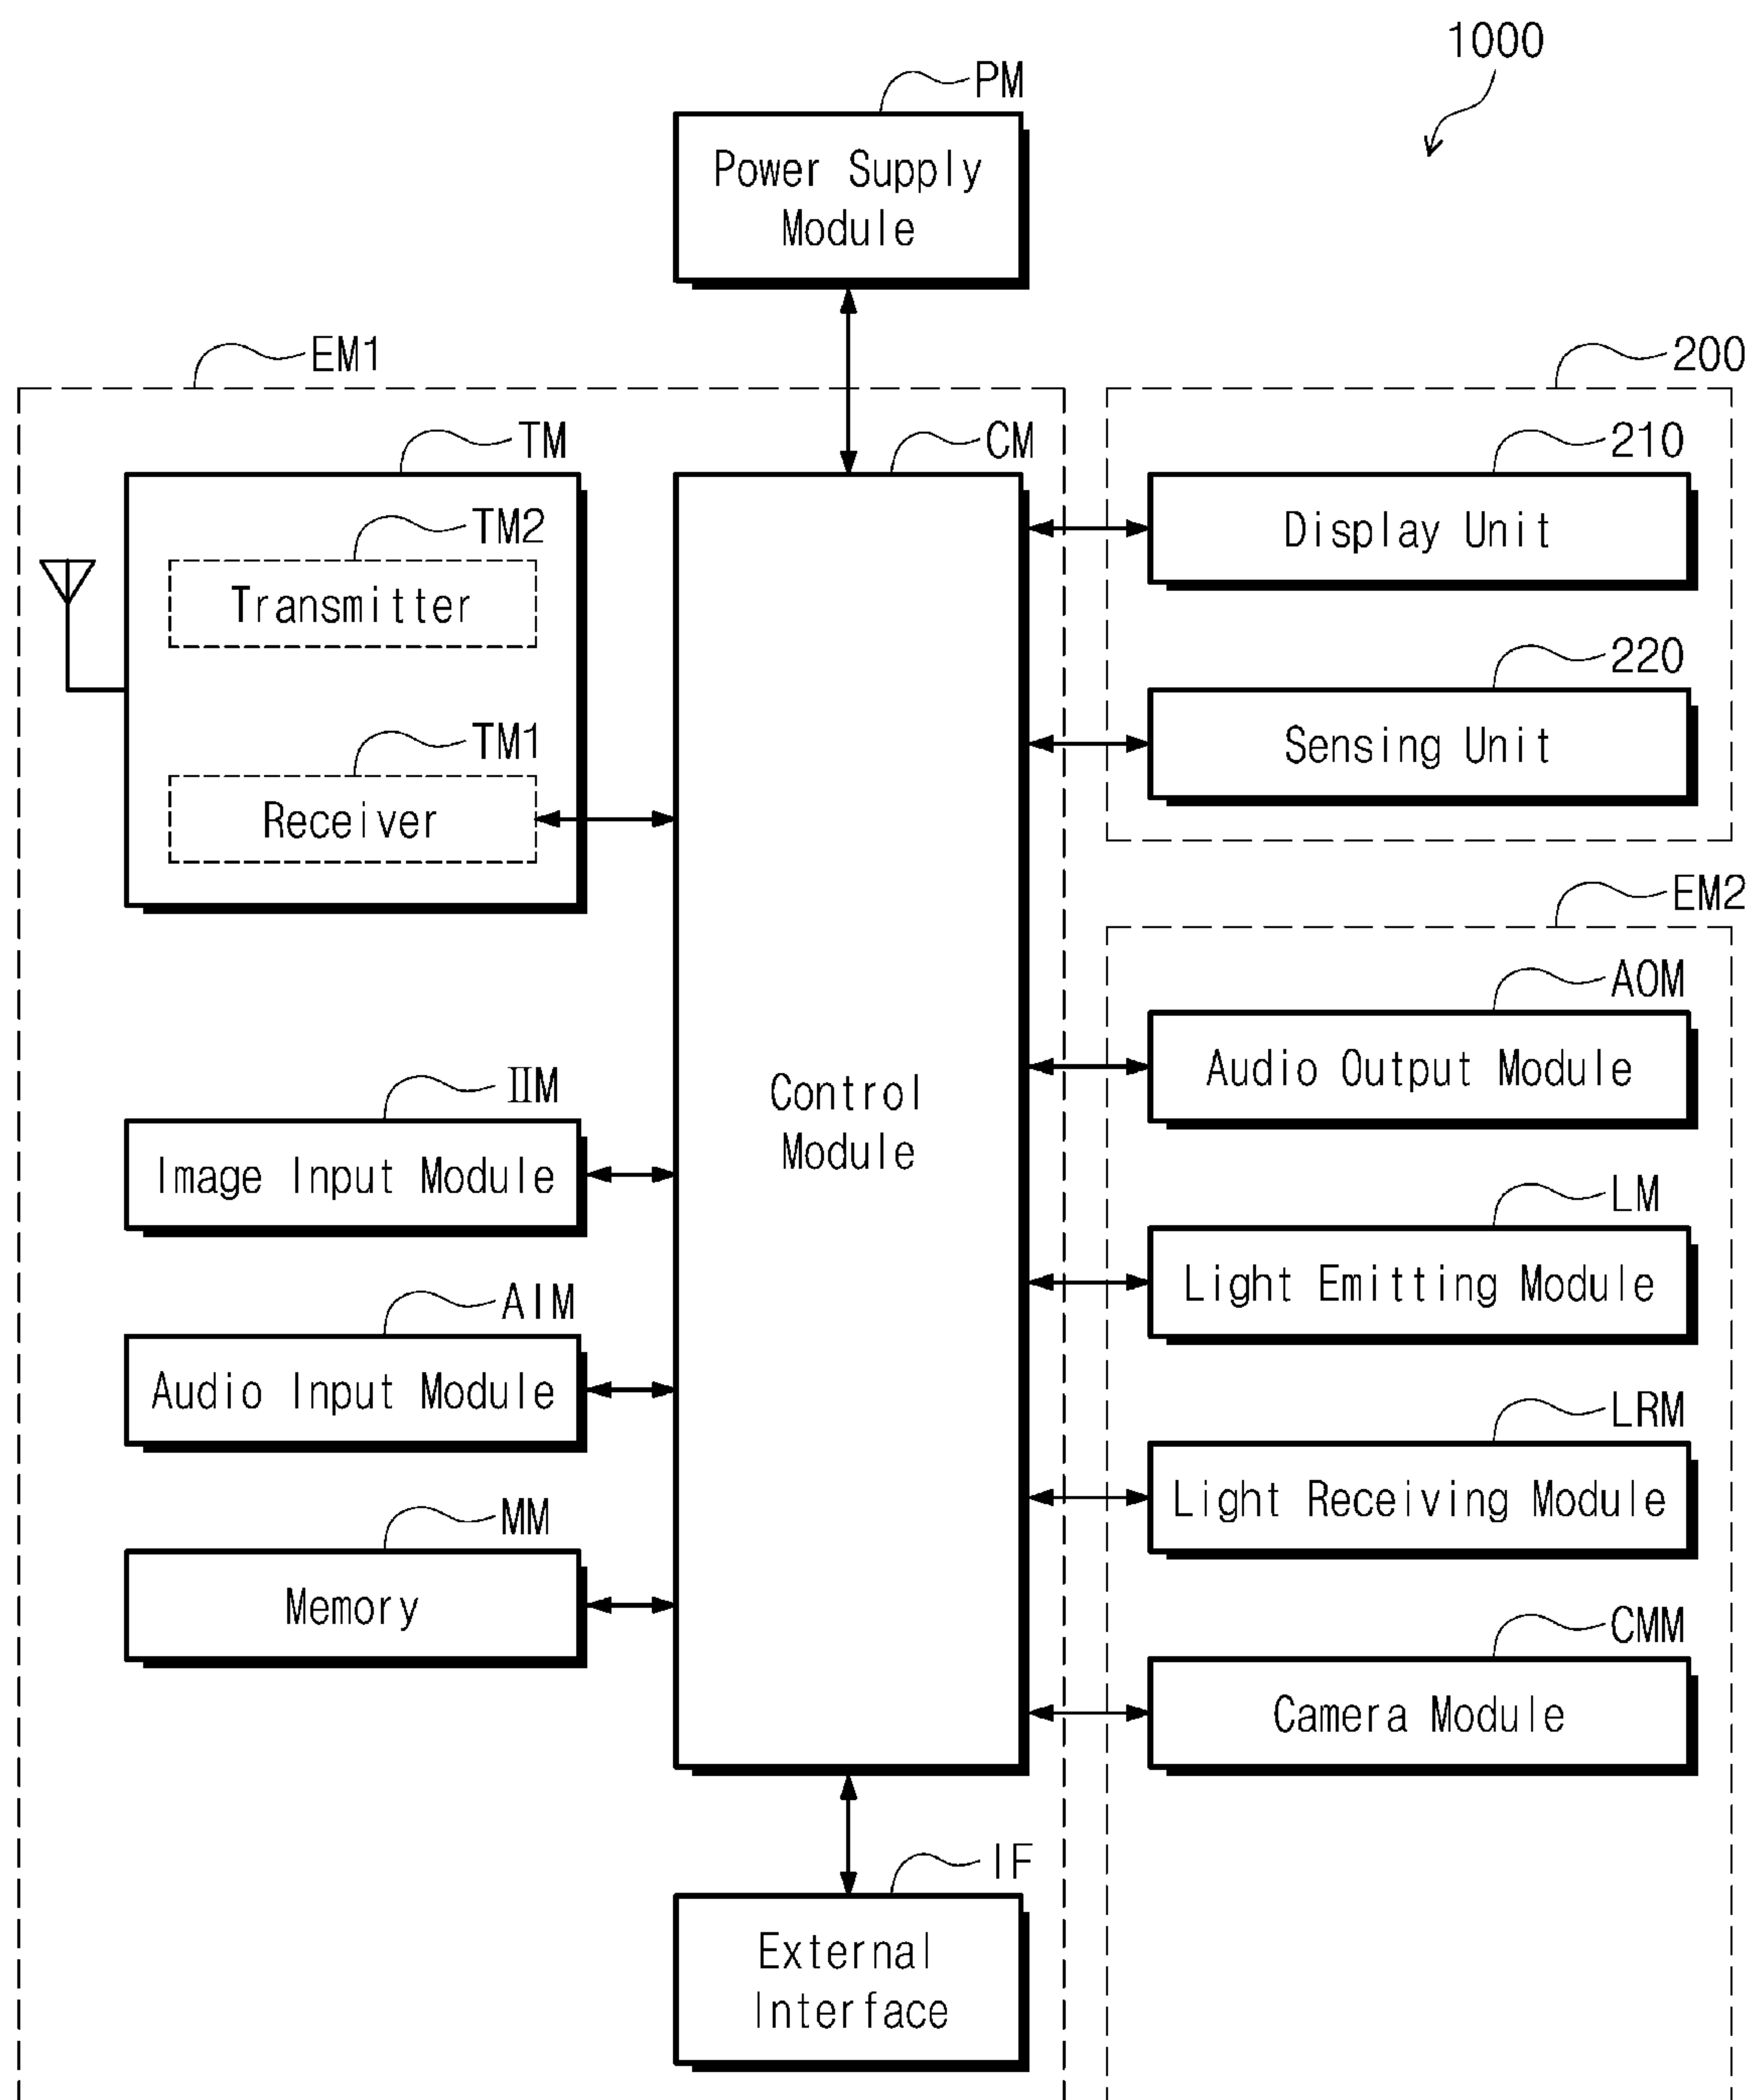 1000
PM
Power Supply
Module
EM1
200
TM
CM
210
TM2
Display Unit
Transmitter
220
TM1
Sensing Unit
Receiver
EM2
AOM
Audio Output Module
IIM
Control
Module
Image Input Module
LM
Light Emitting Module
AIM
Audio Input Module
LRM
Light Receiving Module
MM
Memory
CMM
Camera Module
IF
External
Interface